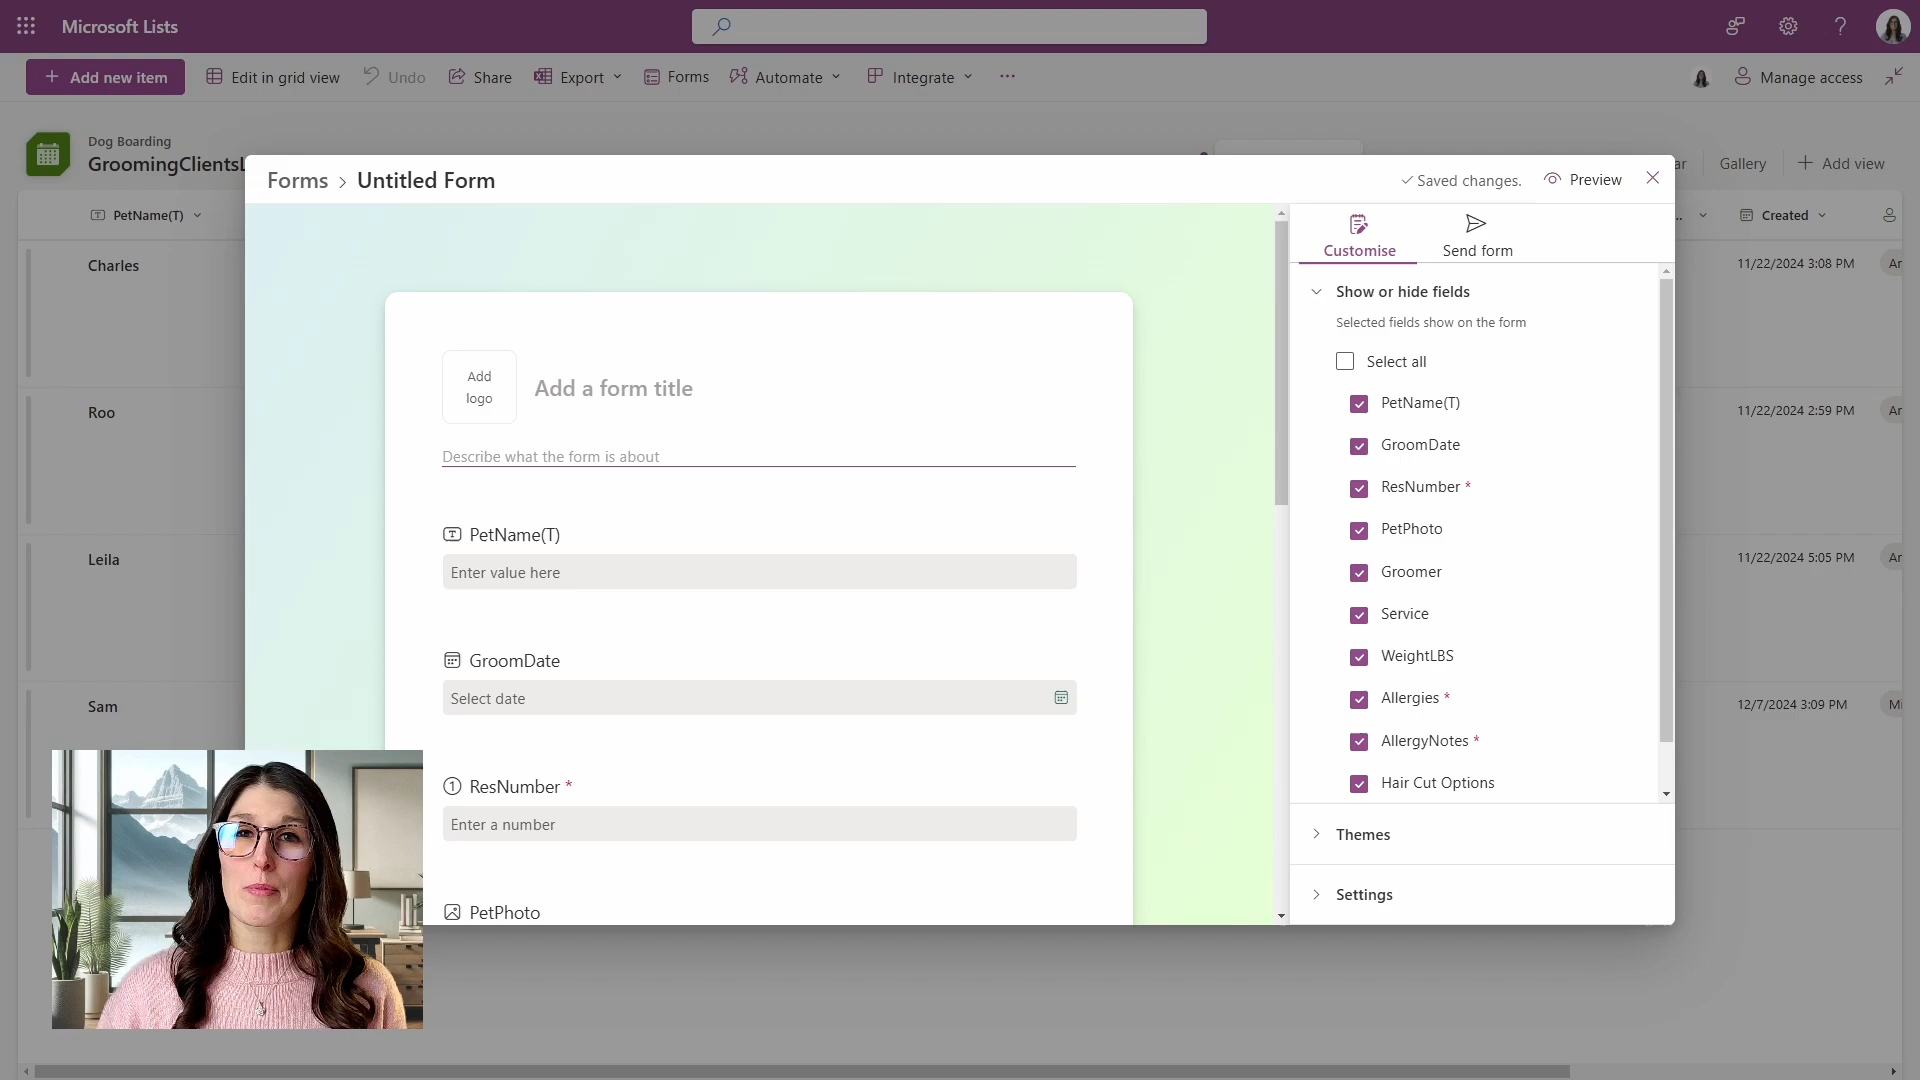 Microsoft Lists
Add new item
Edit in grid view
Undo
Share
Export
Forms
Automate
Integrate
Manage access
Dog Boarding
GroomingClientsL
Gallery
Add view
PetName(T)
Created
Charles
11/22/2024 3:08 PM
Ar
Roo
11/22/2024 2:59 PM
Ar
Leila
11/22/2024 5:05 PM
Ar
Sam
12/7/2024 3:09 PM
Mi
Forms > Untitled Form
Saved changes.
Preview
Add logo
Add a form title
Describe what the form is about
PetName(T)
Enter value here
GroomDate
Select date
ResNumber *
Enter a number
PetPhoto
Customise
Send form
Show or hide fields
Selected fields show on the form
Select all
PetName(T)
GroomDate
ResNumber *
PetPhoto
Groomer
Service
WeightLBS
Allergies *
AllergyNotes *
Hair Cut Options
Themes
Settings